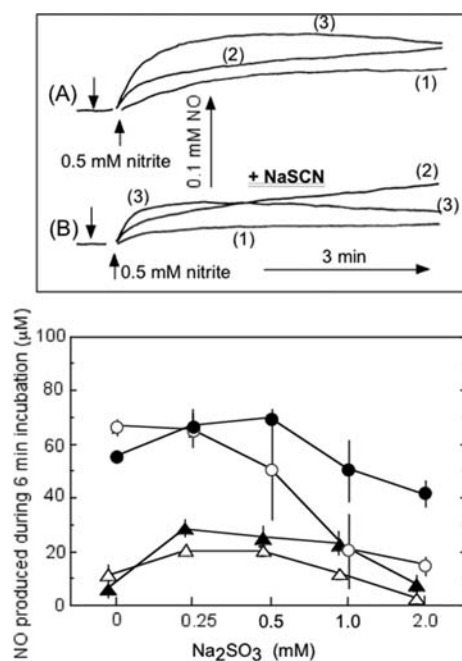 (3)
(2)
(A)
(1)
0.5 mM nitrite
0.1 mM NO
+ NaSCN
(2)
(3)
(3)
(B)
(1)
0.5 mM nitrite
3 min
NO produced during 6 min incubation (μM)
100
80
60
40
20
0
0
0.25
0.5
1.0
2.0
Na2SO3 (mM)